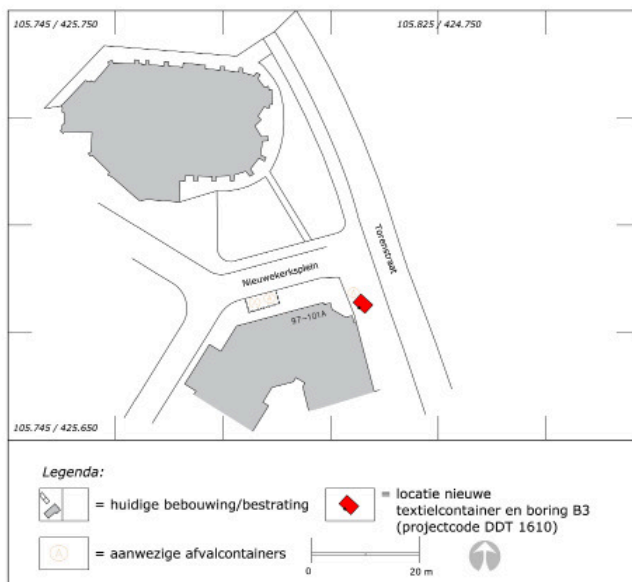 105.745 / 425.750
105.825 / 424.750
Torenstraat
Nieuwekerksplein
97-101A
105.745 / 425.650
Legenda:
= huidige bebouwing/bestrating
= locatie nieuwe
textielcontainer en boring B3
(projectcode DDT 1610)
A = aanwezige afvalcontainers
0 20 m